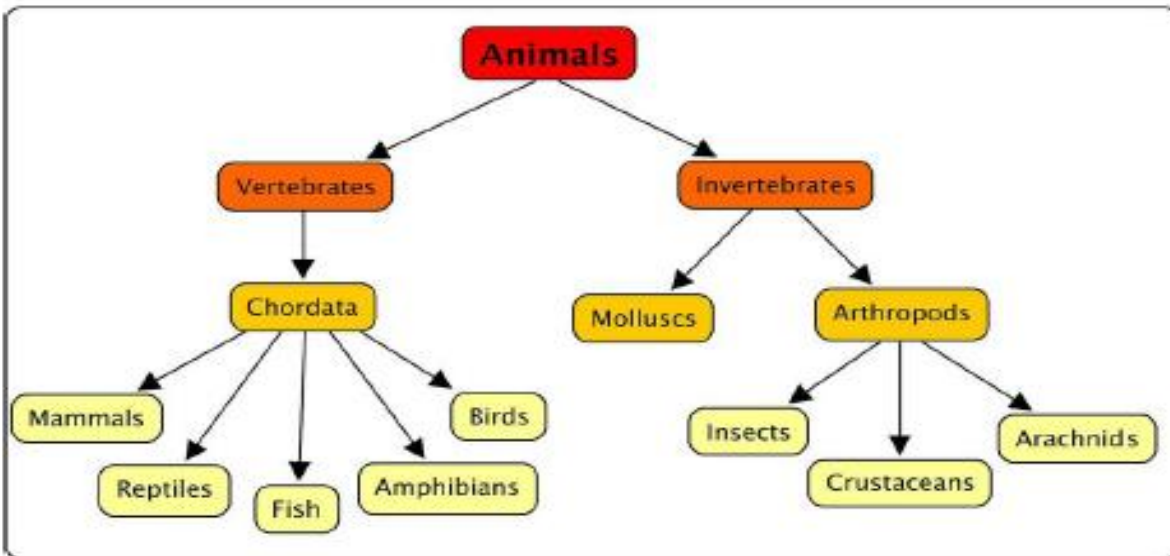 Animals
Vertebrates
Invertebrates
Chordata
Molluscs
Arthropods
Mammals
Reptiles
Fish
Amphibians
Birds
Insects
Crustaceans
Arachnids